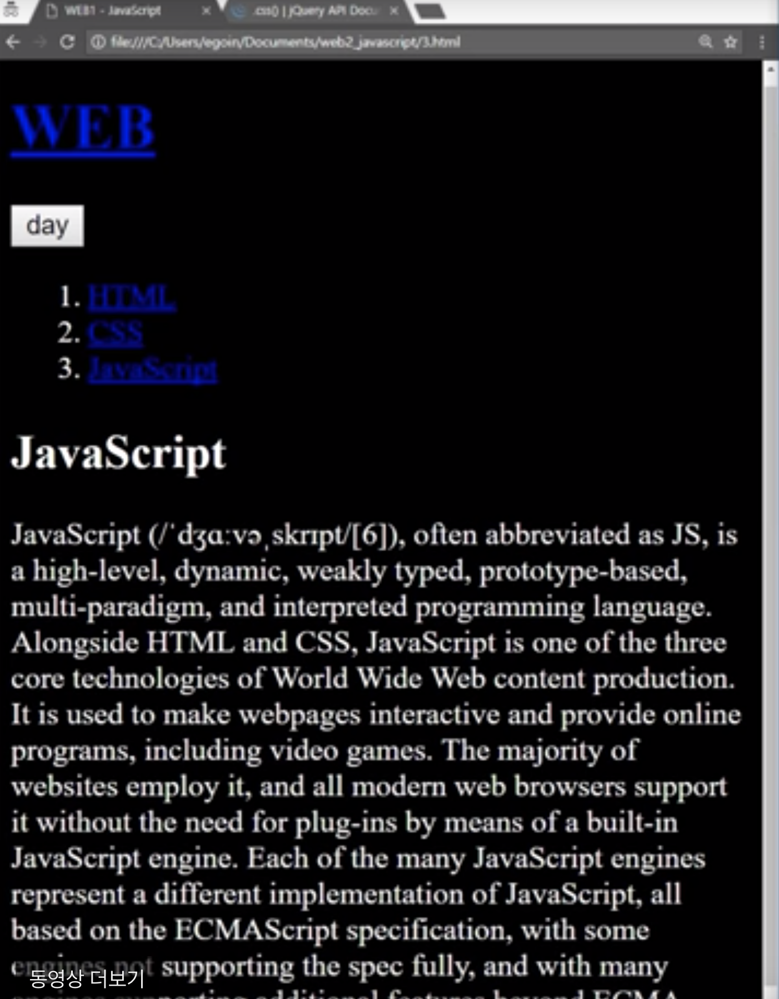 WEB1 - JavaScript
.css() | jQuery API Docu
file:///C:/Users/egoin/Documents/web2_javascript/3.html
WEB
day
1. HTML
2. CSS
3. JavaScript
JavaScript
JavaScript (/ˈdʒɑːvəˌskrɪpt/[6]), often abbreviated as JS, is
a high-level, dynamic, weakly typed, prototype-based,
multi-paradigm, and interpreted programming language.
Alongside HTML and CSS, JavaScript is one of the three
core technologies of World Wide Web content production.
It is used to make webpages interactive and provide online
programs, including video games. The majority of
websites employ it, and all modern web browsers support
it without the need for plug-ins by means of a built-in
JavaScript engine. Each of the many JavaScript engines
represent a different implementation of JavaScript, all
based on the ECMAScript specification, with some
engines not supporting the spec fully, and with many
동영상 더보기
supporting additional features beyond ECMA